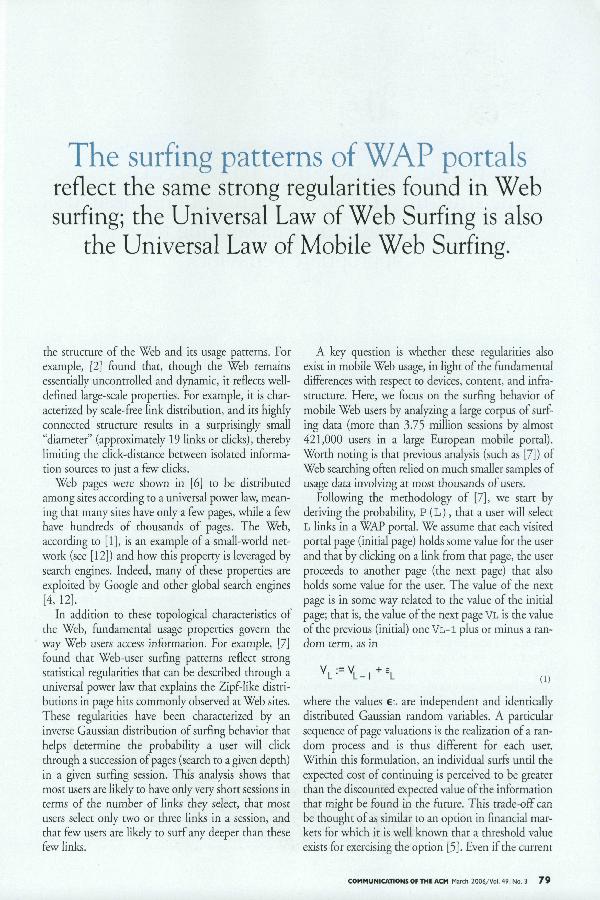 The surfing patterns of WAP portals
reflect the same strong regularities found in Web
surfing; the Universal Law of Web Surfing is also
the Universal Law of Mobile Web Surfing.
the structure of the Web and its usage patterns. For
example, [2] found that, though the Web remains
essentially uncontrolled and dynamic, it reflects well-
defined large-scale properties. For example, it is char-
acterized by scale-free link distribution, and its highly
connected structure results in a surprisingly small
“diameter” (approximately 19 links or clicks), thereby
limiting the click-distance between isolated informa-
tion sources to just a few clicks.
Web pages were shown in [6] to be distributed
among sites according to a universal power law, mean-
ing that many sites have only a few pages, while a few
have hundreds of thousands of pages. The Web,
according to [1], is an example of a small-world net-
work (see [12]) and how this property is leveraged by
search engines. Indeed, many of these properties are
exploited by Google and other global search engines
[4, 12].
In addition to these topological characteristics of
the Web, fundamental usage properties govern the
way Web users access information. For example, [7]
found that Web-user surfing patterns reflect strong
statistical regularities that can be described through a
universal power law that explains the Zipf-like distri-
butions in page hits commonly observed at Web sites.
These regularities have been characterized by an
inverse Gaussian distribution of surfing behavior that
helps determine the probability a user will click
through a succession of pages (search to a given depth)
in a given surfing session. This analysis shows that
most users are likely to have only very short sessions in
terms of the number of links they select, that most
users select only two or three links in a session, and
that few users are likely to surf any deeper than these
few links.
A key question is whether these regularities also
exist in mobile Web usage, in light of the fundamental
differences with respect to devices, content, and infra-
structure. Here, we focus on the surfing behavior of
mobile Web users by analyzing a large corpus of surf-
ing data (more than 3.75 million sessions by almost
421,000 users in a large European mobile portal).
Worth noting is that previous analysis (such as [7]) of
Web searching often relied on much smaller samples of
usage data involving at most thousands of users.
Following the methodology of [7], we start by
deriving the probability, P(L), that a user will select
L links in a WAP portal. We assume that each visited
portal page (initial page) holds some value for the user
and that by clicking on a link from that page, the user
proceeds to another page (the next page) that also
holds some value for the user. The value of the next
page is in some way related to the value of the initial
page; that is, the value of the next page VL is the value
of the previous (initial) one VL-1 plus or minus a ran-
dom term, as in
V_L := V_{L-1} + ε_L
(1)
where the values ϵ: are independent and identically
distributed Gaussian random variables. A particular
sequence of page valuations is the realization of a ran-
dom process and is thus different for each user.
Within this formulation, an individual surfs until the
expected cost of continuing is perceived to be greater
than the discounted expected value of the information
that might be found in the future. This trade-off can
be thought of as similar to an option in financial mar-
kets for which it is well known that a threshold value
exists for exercising the option [5]. Even if the current
COMMUNICATIONS OF THE ACM March 2006/Vol. 49, No. 3 79